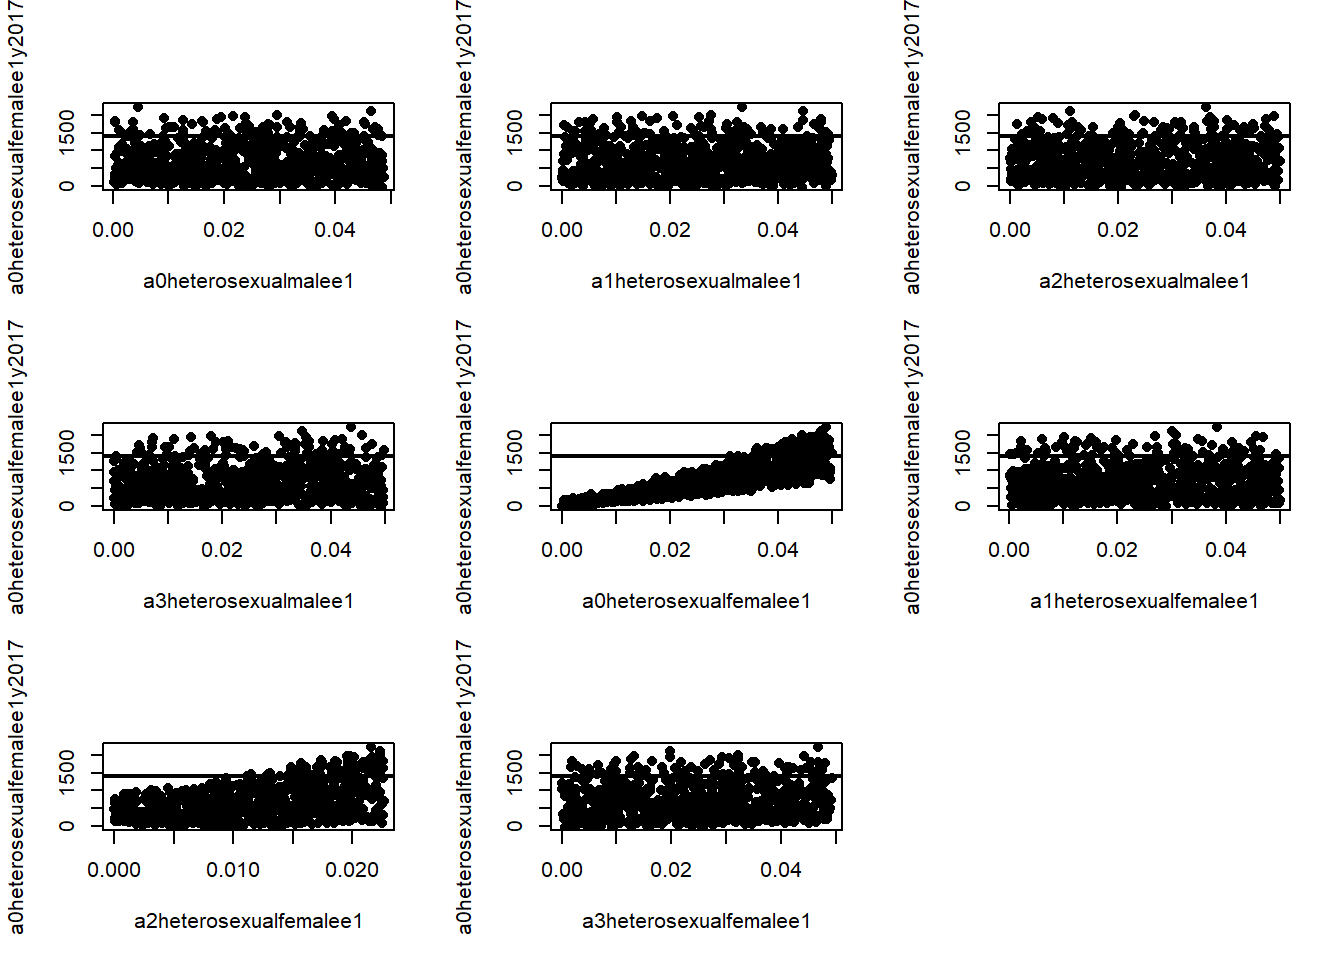 a0heterosexualfemalee1y2017
0 1500
0.00 0.02 0.04
a0heterosexualmalee1
a0heterosexualfemalee1y2017
0 1500
0.00 0.02 0.04
a1heterosexualmalee1
a0heterosexualfemalee1y2017
0 1500
0.00 0.02 0.04
a2heterosexualmalee1
a0heterosexualfemalee1y2017
0 1500
0.00 0.02 0.04
a3heterosexualmalee1
a0heterosexualfemalee1y2017
0 1500
0.00 0.02 0.04
a0heterosexualfemalee1
a0heterosexualfemalee1y2017
0 1500
0.00 0.02 0.04
a1heterosexualfemalee1
a0heterosexualfemalee1y2017
0 1500
0.000 0.010 0.020
a2heterosexualfemalee1
a0heterosexualfemalee1y2017
0 1500
0.00 0.02 0.04
a3heterosexualfemalee1